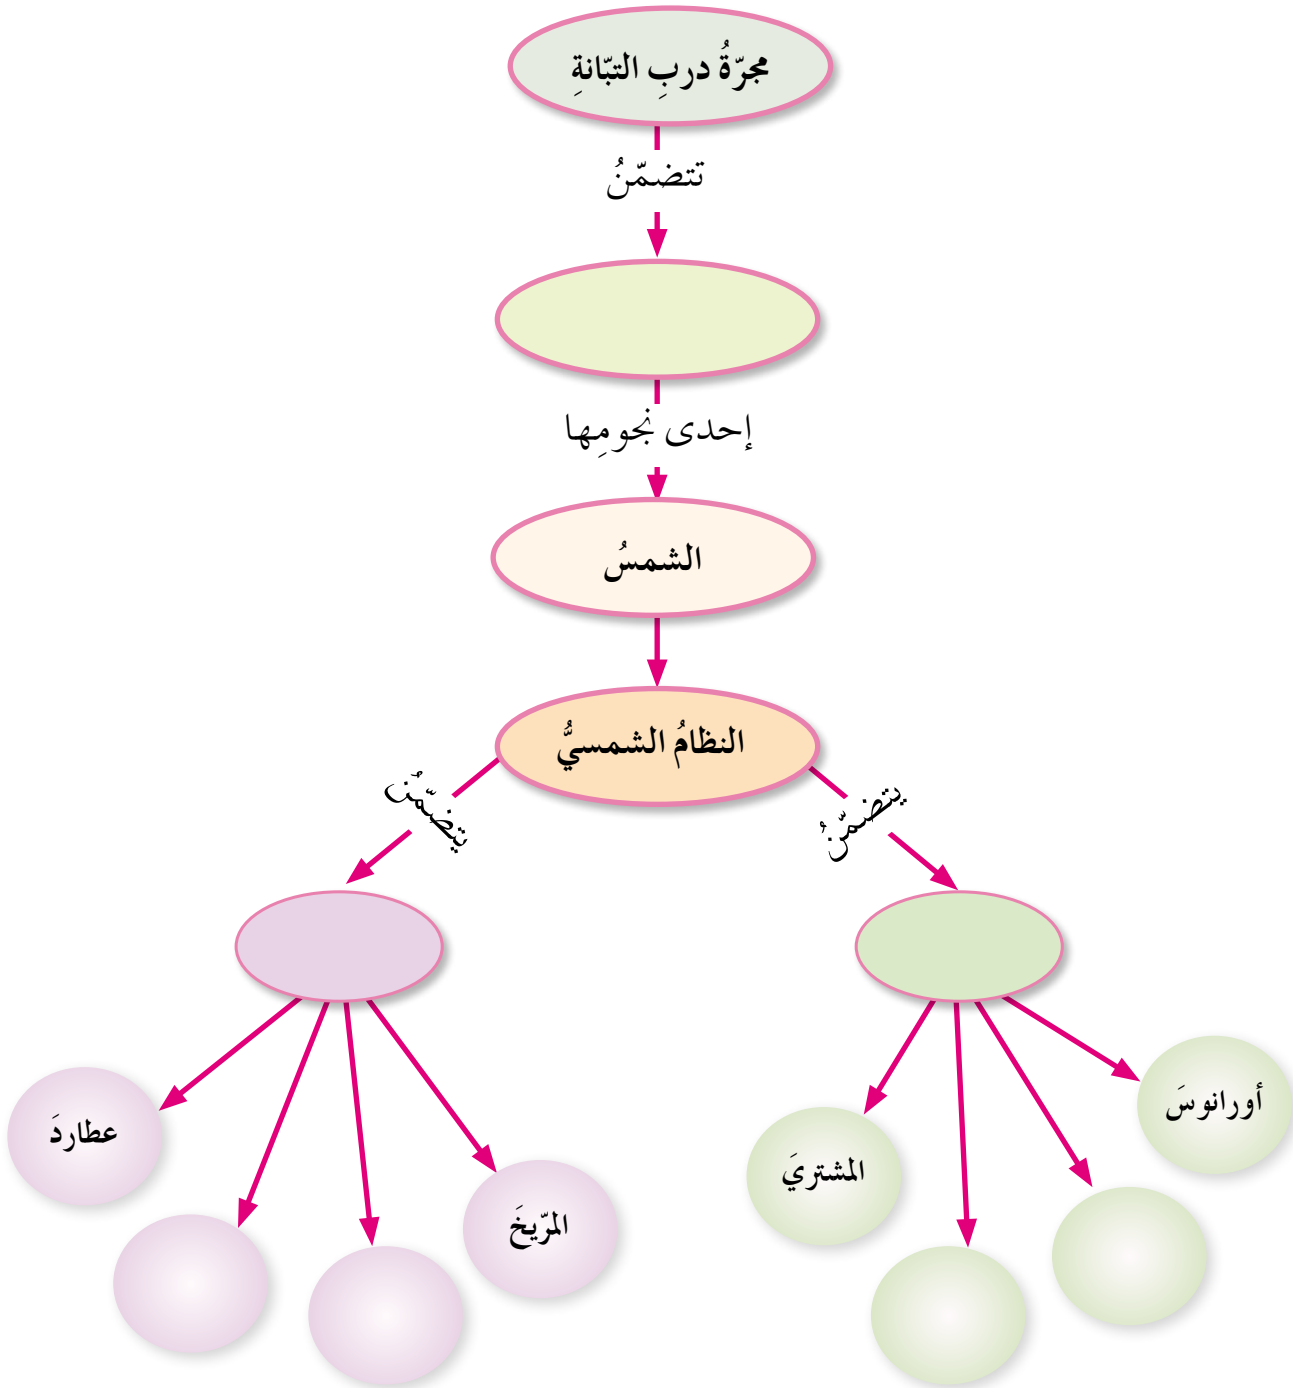 مجرّةُ دربِ التبّانةِ
تتضمّنُ
إحدى نجومِها
الشمسُ
النظامُ الشمسيُّ
يتضمّنُ
يتضمّنُ
أورانوسَ
المشتريَ
المرّيخَ
عطاردَ